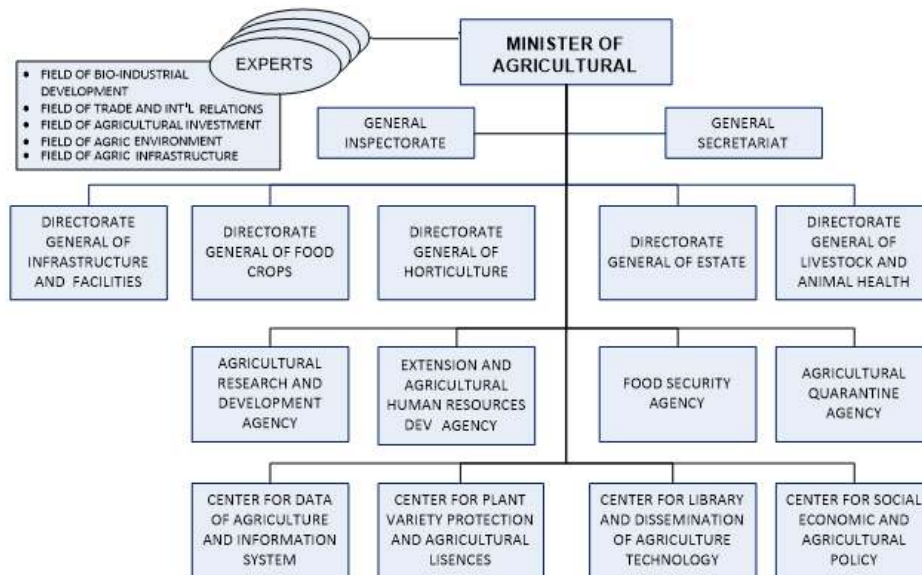 EXPERTS
MINISTER OF
AGRICULTURAL
• FIELD OF BIO-INDUSTRIAL
DEVELOPMENT
• FIELD OF TRADE AND INT'L RELATIONS
• FIELD OF AGRICULTURAL INVESTMENT
• FIELD OF AGRIC ENVIRONMENT
• FIELD OF AGRIC INFRASTRUCTURE
GENERAL
INSPECTORATE
GENERAL
SECRETARIAT
DIRECTORATE
GENERAL OF
INFRASTRUCTURE
AND FACILITIES
DIRECTORATE
GENERAL OF FOOD
CROPS
DIRECTORATE
GENERAL OF
HORTICULTURE
DIRECTORATE
GENERAL OF ESTATE
DIRECTORATE
GENERAL OF
LIVESTOCK AND
ANIMAL HEALTH
AGRICULTURAL
RESEARCH AND
DEVELOPMENT
AGENCY
EXTENSION AND
AGRICULTURAL
HUMAN RESOURCES
DEV AGENCY
FOOD SECURITY
AGENCY
AGRICULTURAL
QUARANTINE
AGENCY
CENTER FOR DATA
OF AGRICULTURE
AND INFORMATION
SYSTEM
CENTER FOR PLANT
VARIETY PROTECTION
AND AGRICULTURAL
LISENCES
CENTER FOR LIBRARY
AND DISSEMINATION
OF AGRICULTURE
TECHNOLOGY
CENTER FOR SOCIAL
ECONOMIC AND
AGRICULTURAL
POLICY